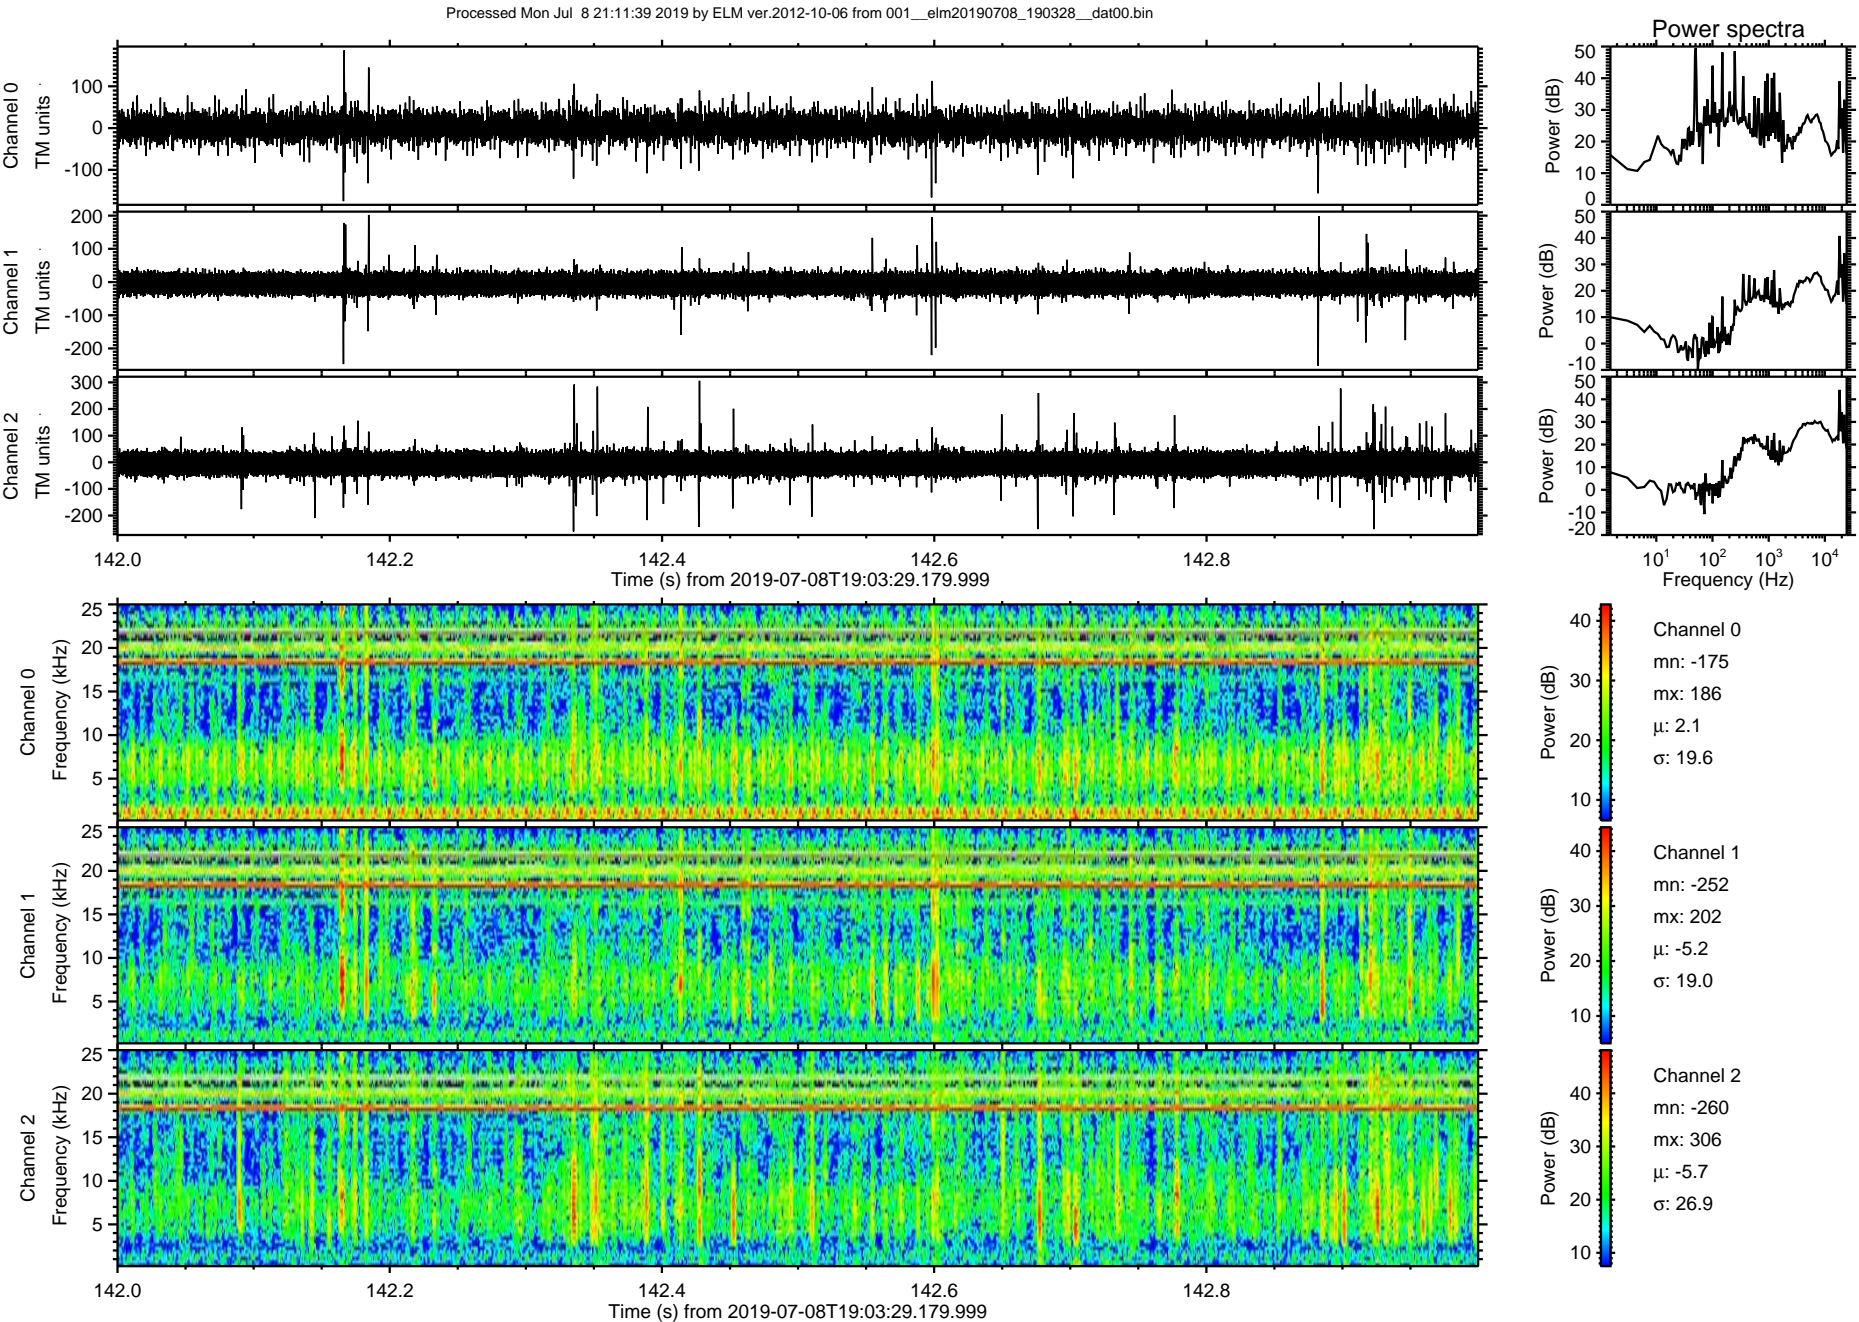 Processed Mon Jul  8 21:11:39 2019 by ELM ver.2012-10-06 from 001__elm20190708_190328__dat00.bin
Power spectra
Channel 0
TM units
100
0
-100
Power (dB)
50
40
30
20
10
0
Channel 1
TM units
200
100
0
-100
-200
Power (dB)
50
40
30
20
10
0
-10
Channel 2
TM units
300
200
100
0
-100
-200
Power (dB)
50
40
30
20
10
0
-10
-20
142.0 142.2 142.4 142.6 142.8
Time (s) from 2019-07-08T19:03:29.179.999
10¹ 10² 10³ 10⁴
Frequency (Hz)
Channel 0
Frequency (kHz)
25
20
15
10
5
Power (dB)
40
30
20
10
Channel 0
mn: -175
mx: 186
μ: 2.1
σ: 19.6
Channel 1
Frequency (kHz)
25
20
15
10
5
Power (dB)
40
30
20
10
Channel 1
mn: -252
mx: 202
μ: -5.2
σ: 19.0
Channel 2
Frequency (kHz)
25
20
15
10
5
Power (dB)
40
30
20
10
Channel 2
mn: -260
mx: 306
μ: -5.7
σ: 26.9
142.0 142.2 142.4 142.6 142.8
Time (s) from 2019-07-08T19:03:29.179.999